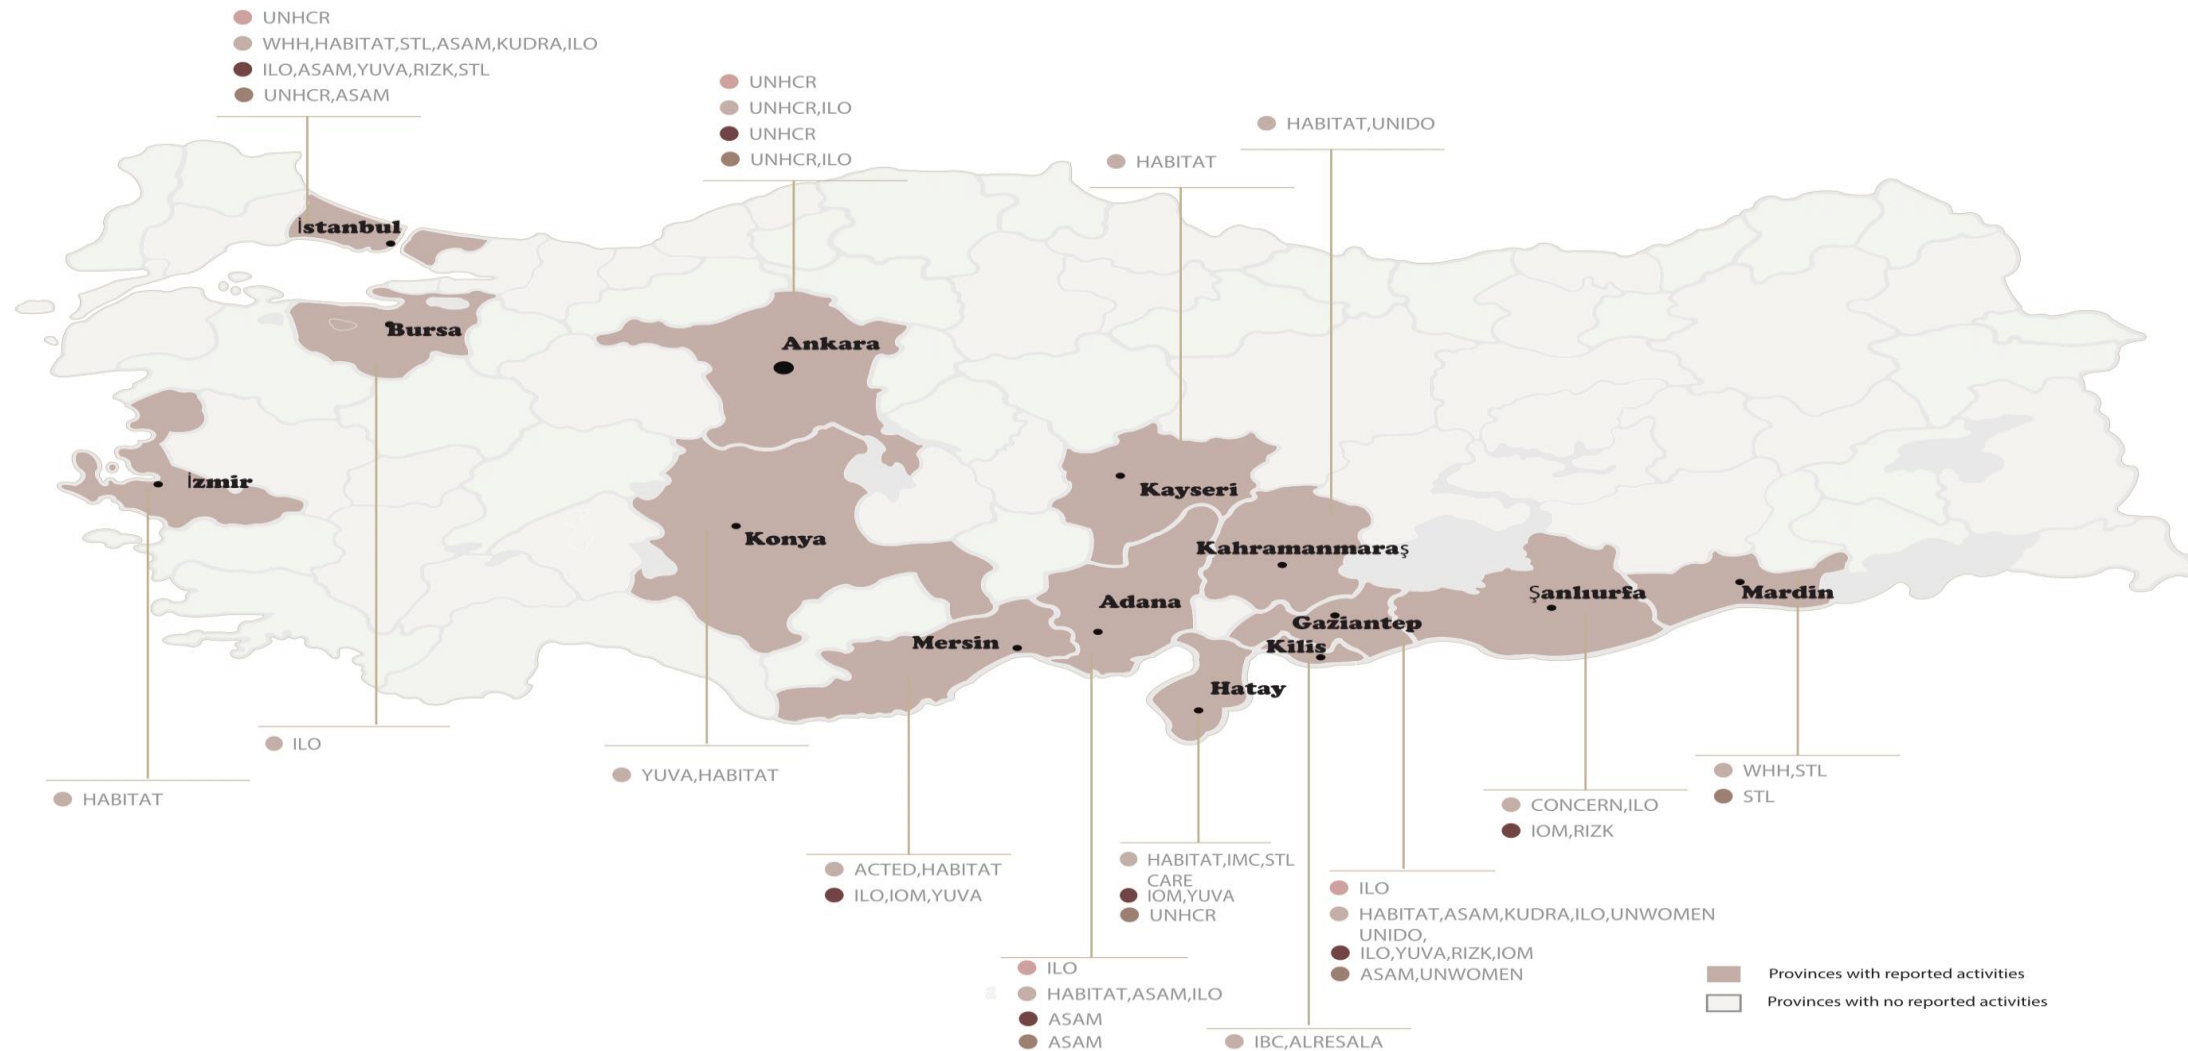 UNHCR
WHH,HABITAT,STL,ASAM,KUDRA,ILO
ILO,ASAM,YUVA,RIZK,STL
UNHCR,ASAM
UNHCR
UNHCR,ILO
UNHCR
UNHCR,ILO
HABITAT
HABITAT,UNIDO
İstanbul
Bursa
Ankara
İzmir
Kayseri
Konya
Kahramanmaraş
Adana
Şanlıurfa
Mardin
Gaziantep
Mersin
Kilis
Hatay
HABITAT
ILO
YUVA,HABITAT
ACTED,HABITAT
ILO,IOM,YUVA
ILO
HABITAT,ASAM,ILO
ASAM
ASAM
HABITAT,IMC,STL
CARE
IOM,YUVA
UNHCR
IBC,ALRESALA
ILO
HABITAT,ASAM,KUDRA,ILO,UNWOMEN
UNIDO,
ILO,YUVA,RIZK,IOM
ASAM,UNWOMEN
CONCERN,ILO
IOM,RIZK
WHH,STL
STL
Provinces with reported activities
Provinces with no reported activities